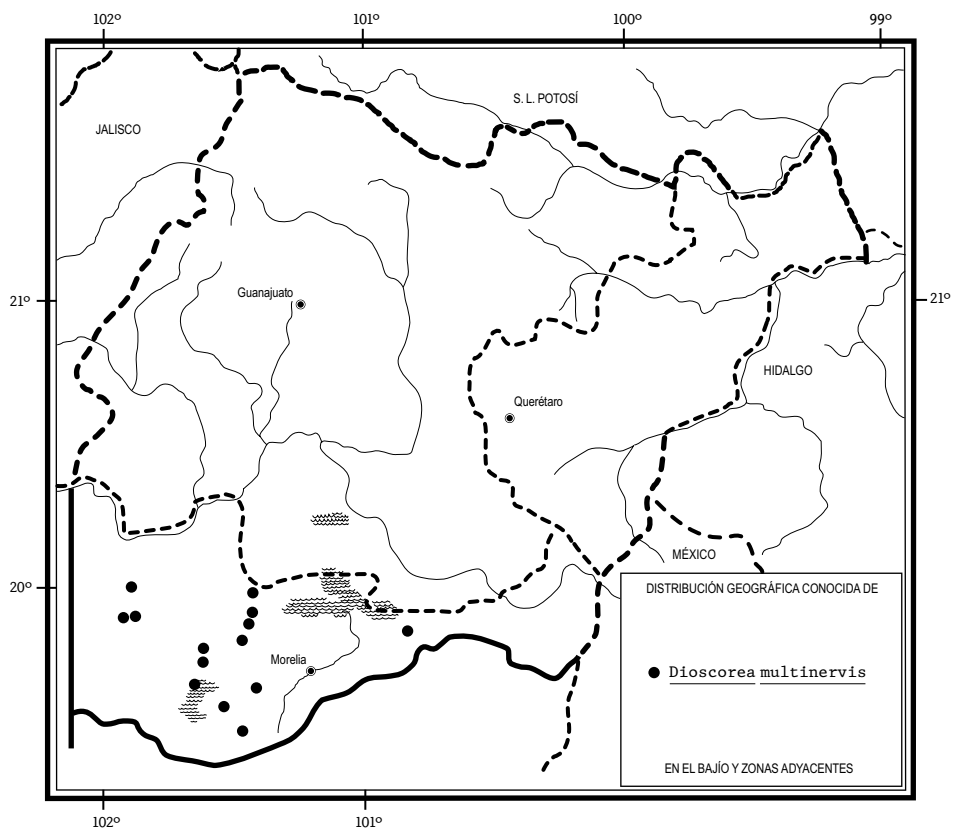 102º 101º 100º 99º
S. L. POTOSÍ
JALISCO
Guanajuato
21º 21º
HIDALGO
Querétaro
MÉXICO
20º
DISTRIBUCIÓN GEOGRÁFICA CONOCIDA DE
Morelia
Dioscorea multinervis
EN EL BAJÍO Y ZONAS ADYACENTES
102º 101º